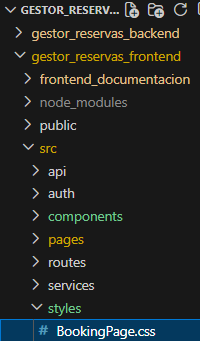 GESTOR_RESERV...
gestor_reservas_backend
gestor_reservas_frontend
frontend_documentacion
node_modules
public
src
api
auth
components
pages
routes
services
styles
# BookingPage.css